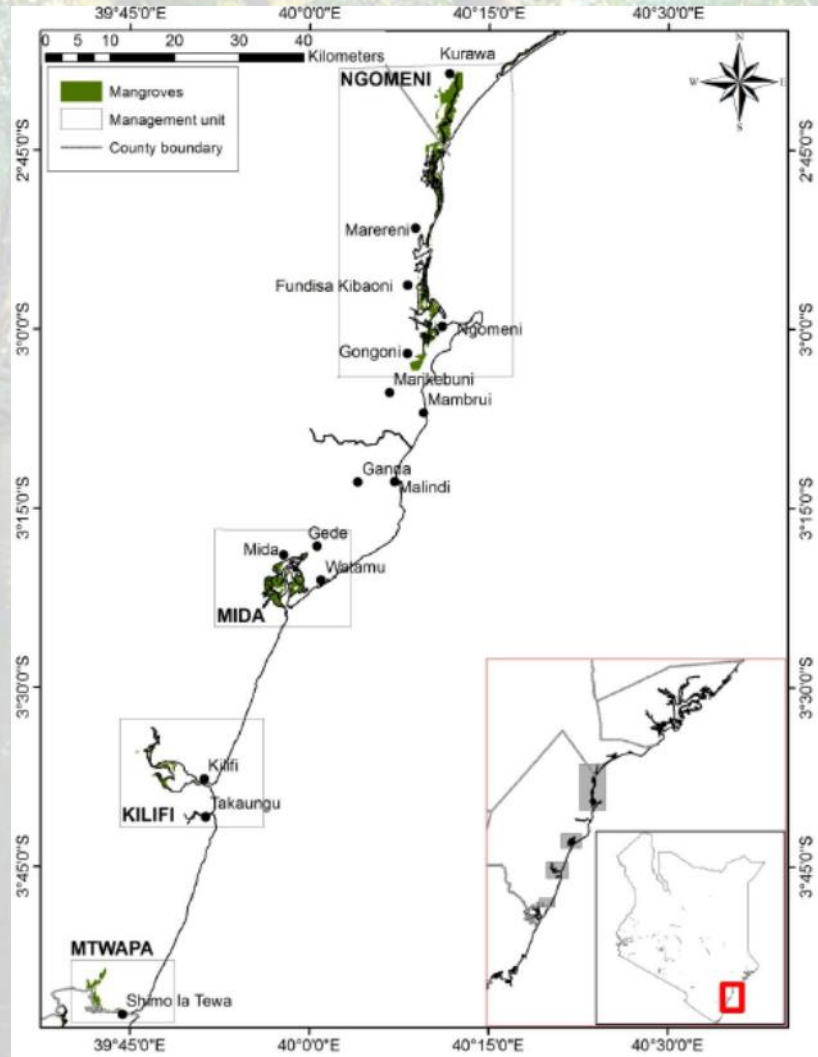 39°45'0"E 40°0'0"E 40°15'0"E 40°30'0"E
0 5 10 20 30 40
Kilometers
Mangroves
Management unit
County boundary
N
W E
S
Kurawa
NGOMENI
2°45'0"S 2°45'0"S
Marereni
Fundisa Kibaoni
Ngomeni
3°0'0"S 3°0'0"S
Gongoni
Marikebuni
Mambrui
Ganda
Malindi
3°15'0"S 3°15'0"S
Gede
Mida
Watamu
MIDA
3°30'0"S 3°30'0"S
Kilifi
KILIFI
Takaungu
3°45'0"S 3°45'0"S
MTWAPA
Shimo la Tewa
39°45'0"E 40°0'0"E 40°15'0"E 40°30'0"E